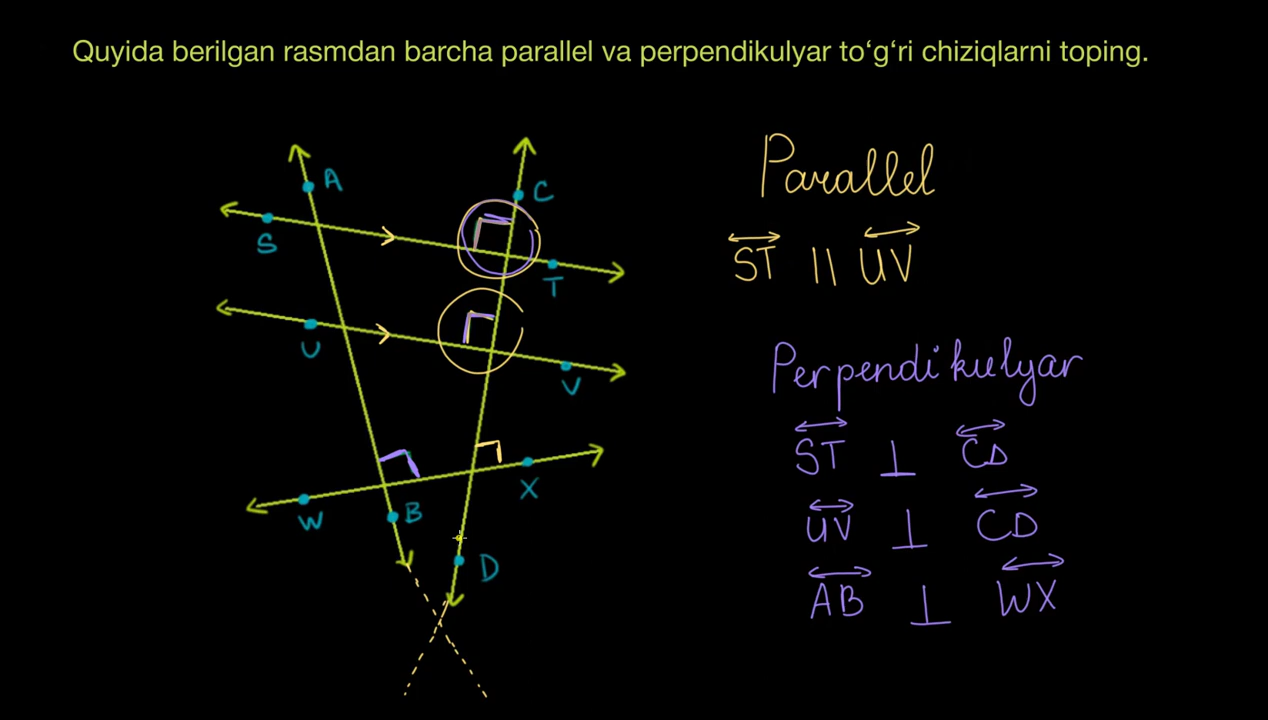 Quyida berilgan rasmdan barcha parallel va perpendikulyar to‘g‘ri chiziqlarni toping.
Parallel
ST || UV
Perpendikulyar
ST ⊥ CD
UV ⊥ CD
AB ⊥ WX
A
C
S
T
U
V
X
W
B
D